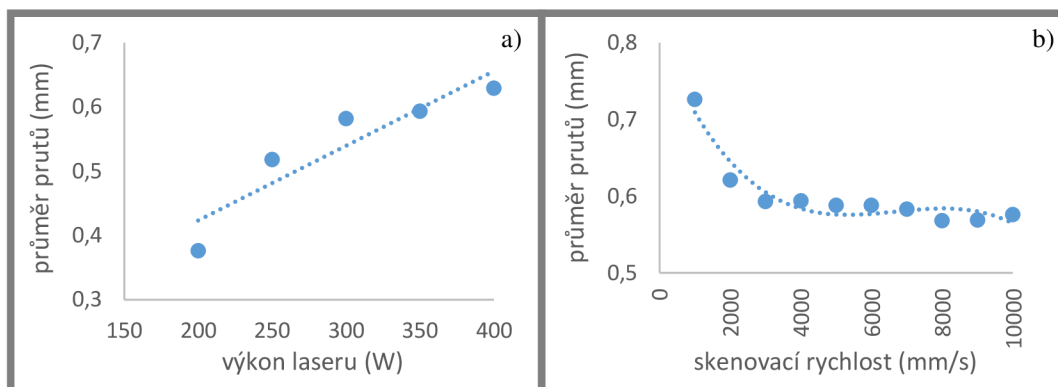 a)
0,7
0,6
0,5
0,4
0,3
150 200 250 300 350 400
průměr prutů (mm)
výkon laseru (W)
b)
0,8
0,7
0,6
0,5
0 2000 4000 6000 8000 10000
průměr prutů (mm)
skenovací rychlost (mm/s)